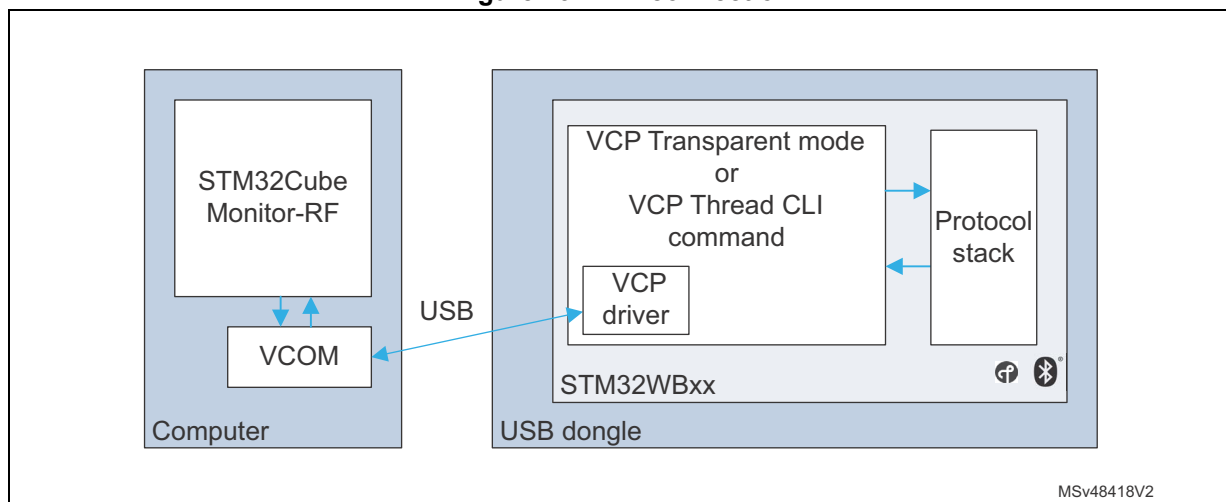 STM32Cube
Monitor-RF
VCOM
Computer
USB
VCP Transparent mode
or
VCP Thread CLI
command
VCP
driver
Protocol
stack
STM32WBxx
USB dongle
MSv48418V2